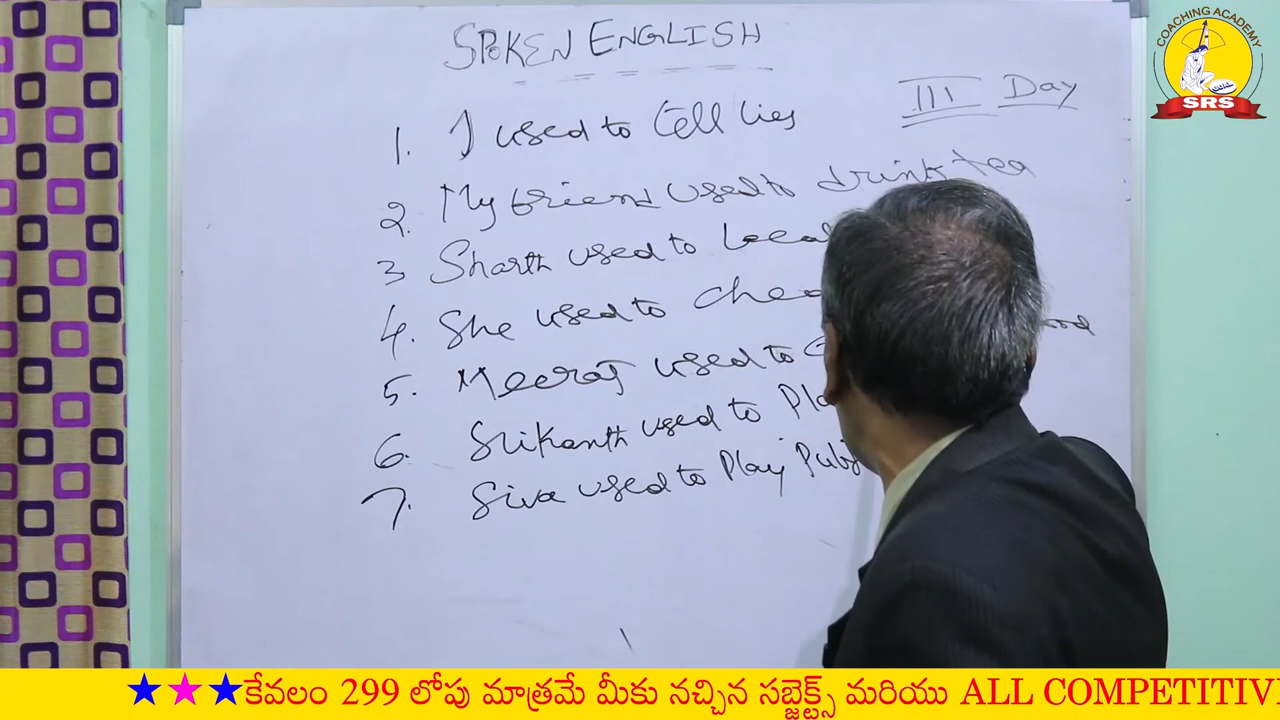 SPOKEN ENGLISH
III Day
1. I used to tell lies
2. My friend used to drink tea
3 Sharth used to
4. She used to
5. Meeraj used to
6. Srikanth used to
7. Siva used to Play
COACHING ACADEMY
SRS
కేవలం 299 లోపు మాత్రమే మీకు నచ్చిన సబ్జెక్ట్స్ మరియు ALL COMPETITIV